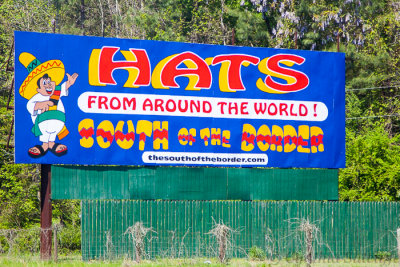 HATS
FROM AROUND THE WORLD!
SOUTH OF THE BORDER
thesouthoftheborder.com